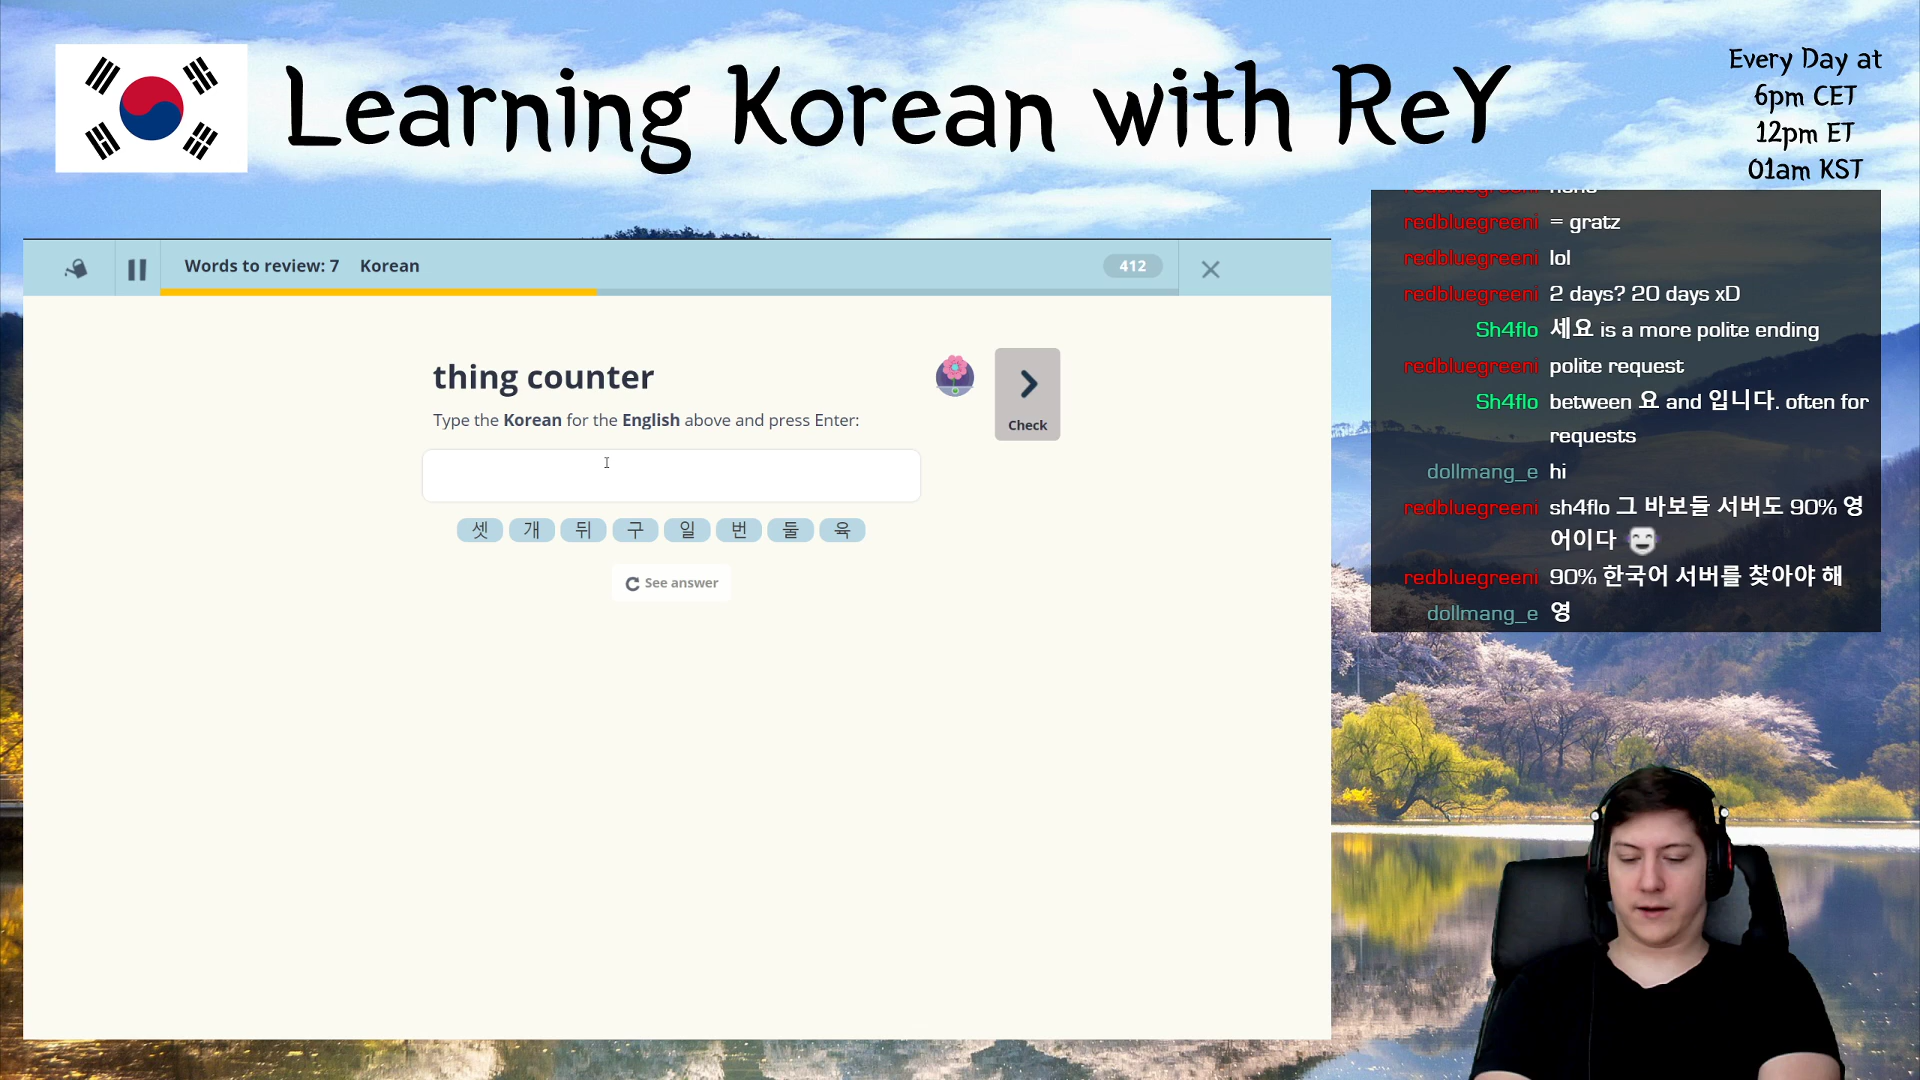 Learning Korean with ReY
Every Day at
6pm CET
12pm ET
01am KST
redbluegreeni = gratz
redbluegreeni lol
redbluegreeni 2 days? 20 days xD
Sh4flo 세요 is a more polite ending
redbluegreeni polite request
Sh4flo between 요 and 입니다. often for
requests
dollmang_e hi
redbluegreeni sh4flo 그 바보들 서버도 90% 영
어이다
redbluegreeni 90% 한국어 서버를 찾아야 해
dollmang_e 영
Words to review: 7 Korean
412
thing counter
Type the Korean for the English above and press Enter:
Check
셋 개 뒤 구 일 번 둘 육
See answer